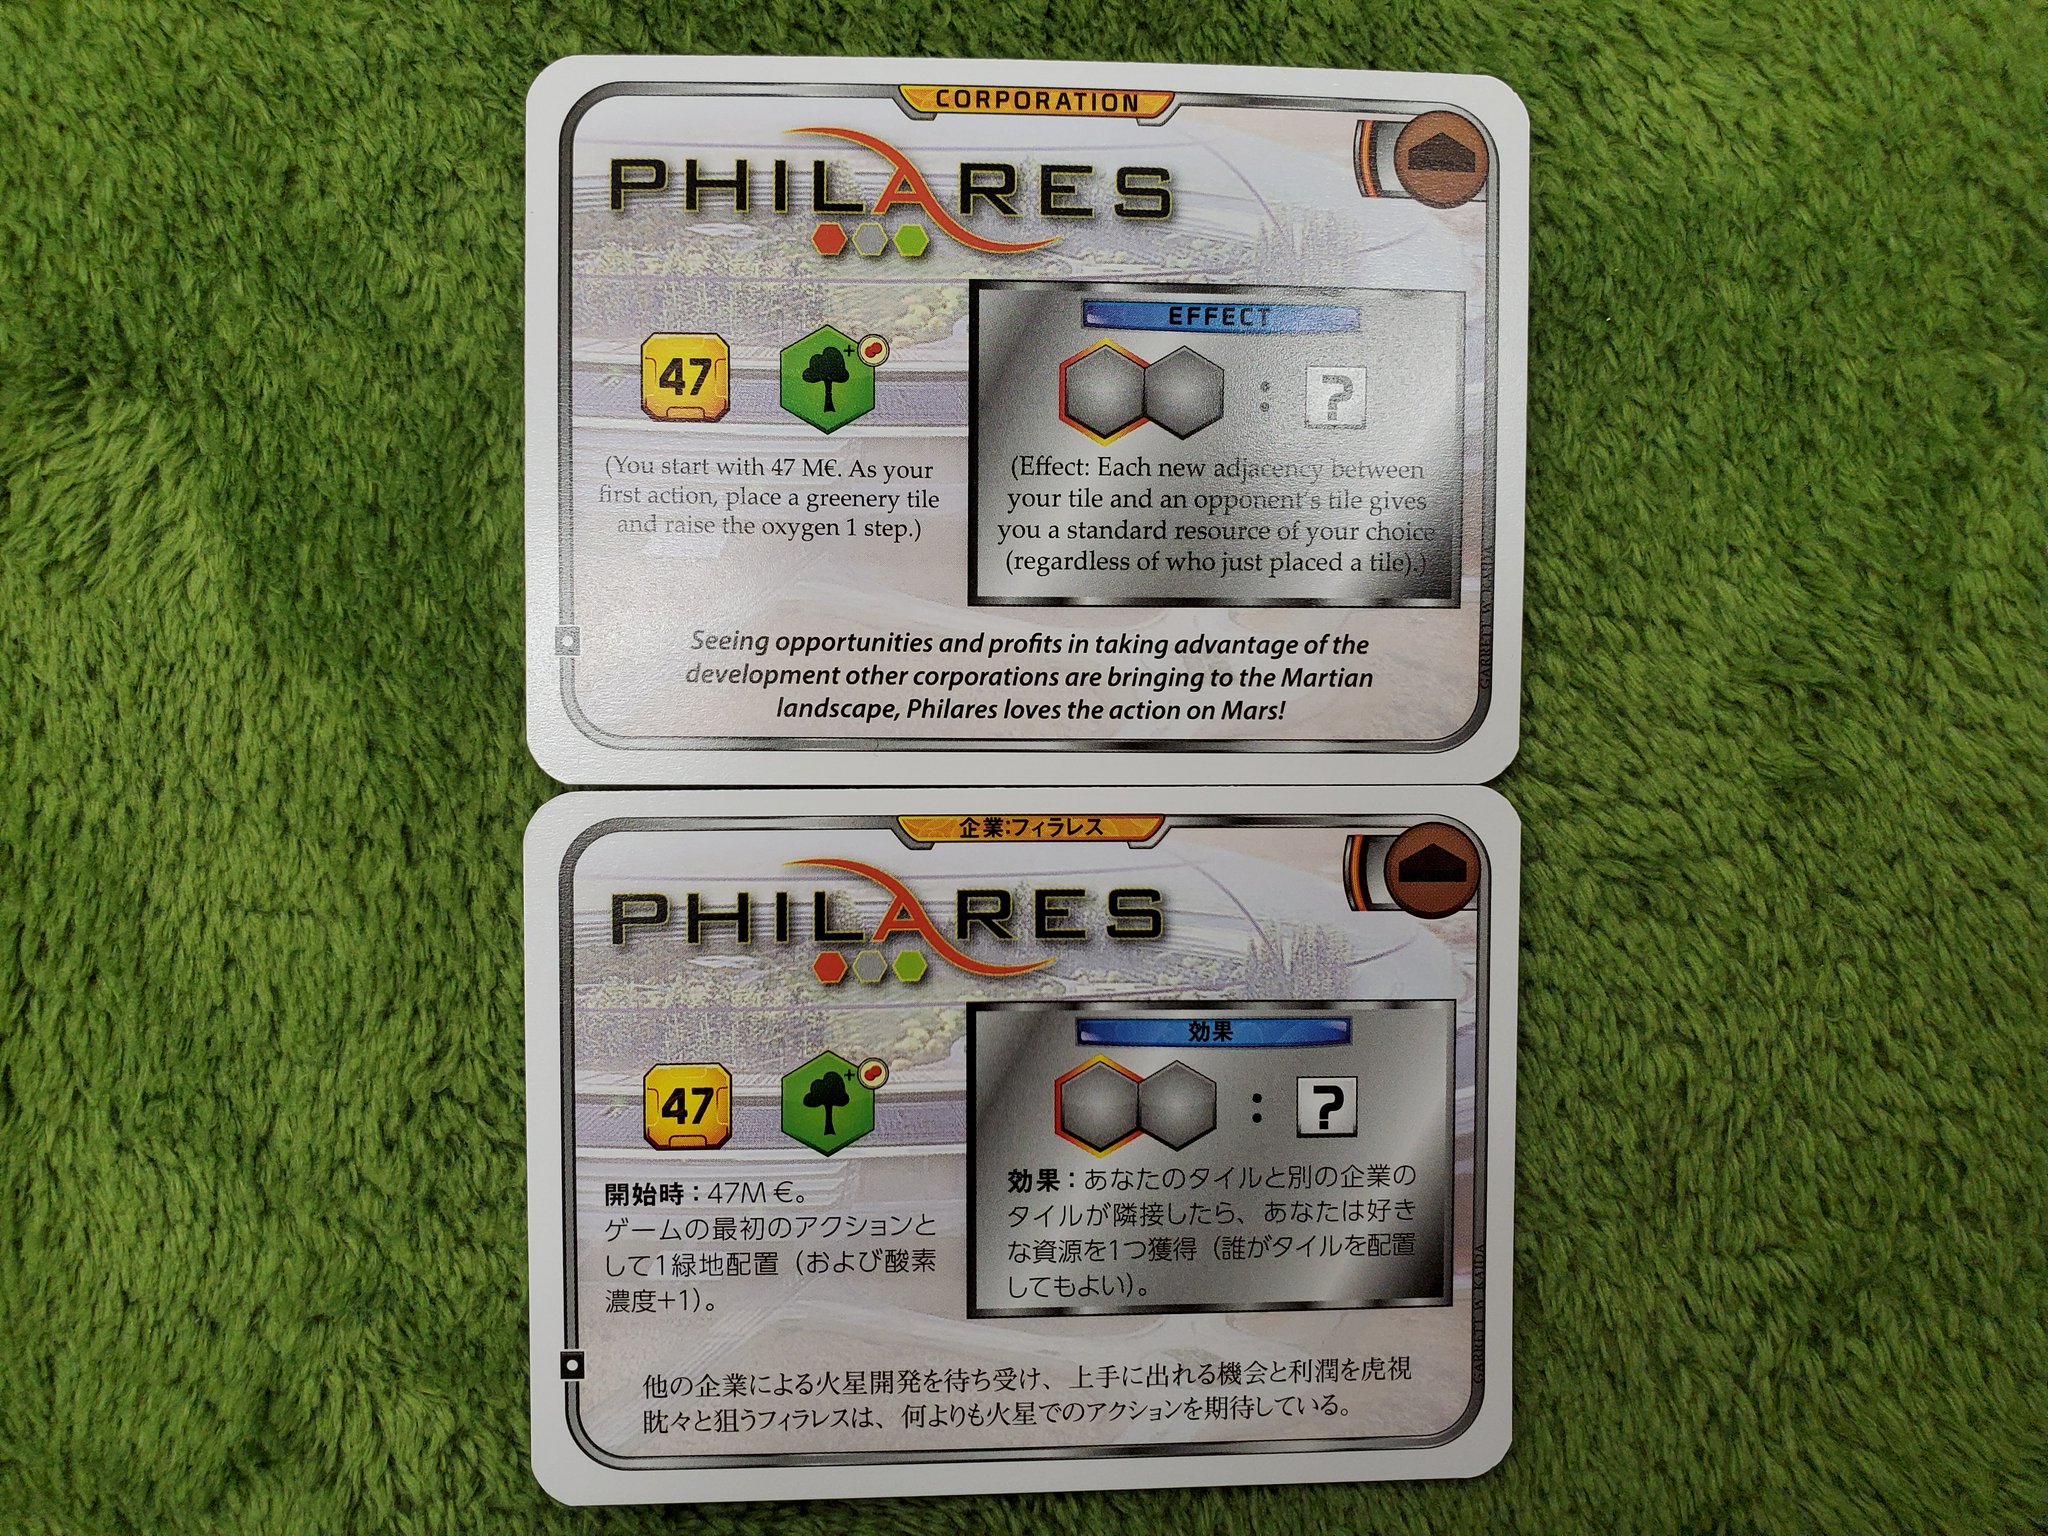 CORPORATION
PHILARES
47
+
EFFECT
: ?
(You start with 47 M€. As your
first action, place a greenery tile
and raise the oxygen 1 step.)
(Effect: Each new adjacency between
your tile and an opponent's tile gives
you a standard resource of your choice
(regardless of who just placed a tile).)
GARRETT W KAIDA
Seeing opportunities and profits in taking advantage of the
development other corporations are bringing to the Martian
landscape, Philares loves the action on Mars!
企業:フィラレス
PHILARES
47
+
効果
: ?
開始時：47M€。
ゲームの最初のアクションと
して1緑地配置（および酸素
濃度+1）。
効果：あなたのタイルと別の企業の
タイルが隣接したら、あなたは好き
な資源を1つ獲得（誰がタイルを配置
してもよい）。
GARRETT W KAIDA
他の企業による火星開発を待ち受け、上手に出れる機会と利潤を虎視
眈々と狙うフィラレスは、何よりも火星でのアクションを期待している。